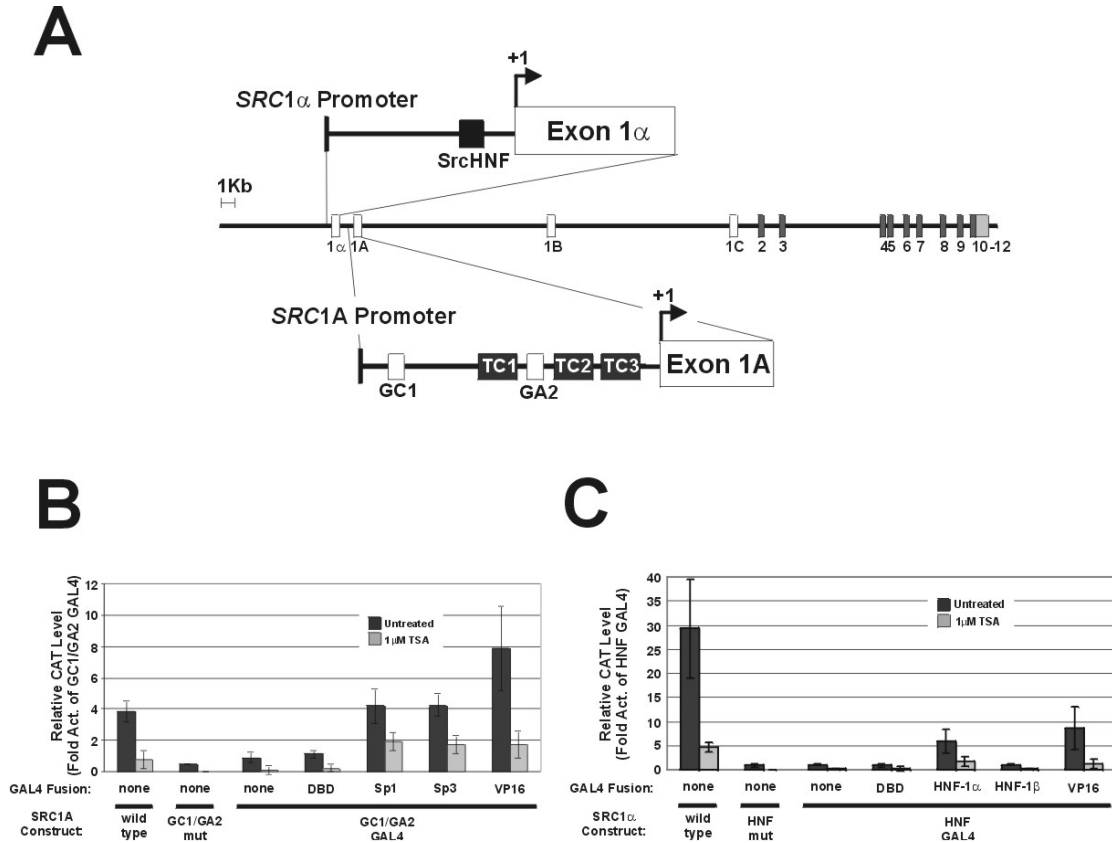 A
+1
SRC1α Promoter
Exon 1α
SrcHNF
1Kb
1α 1A 1B 1C 2 3 45 6 7 8 9 10 -12
+1
SRC1A Promoter
TC1 TC2 TC3 Exon 1A
GC1 GA2
B
Relative CAT Level
(Fold Act. of GC1/GA2 GAL4)
12
10
8
6
4
2
0
Untreated
1µM TSA
GAL4 Fusion: none none none DBD Sp1 Sp3 VP16
SRC1A
Construct:
wild
type
GC1/GA2
mut
GC1/GA2
GAL4
C
Relative CAT Level
(Fold Act. of HNF GAL4)
40
35
30
25
20
15
10
5
0
Untreated
1µM TSA
GAL4 Fusion: none none none DBD HNF-1α HNF-1β VP16
SRC1α
Construct:
wild
type
HNF
mut
HNF
GAL4